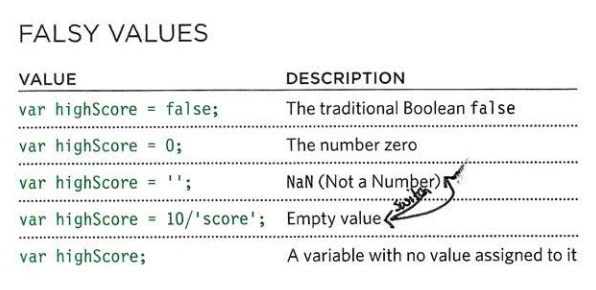 FALSY VALUES
VALUE DESCRIPTION
var highScore = false; The traditional Boolean false
var highScore = 0; The number zero
var highScore = ''; NaN (Not a Number)
switch
var highScore = 10/'score'; Empty value
var highScore; A variable with no value assigned to it